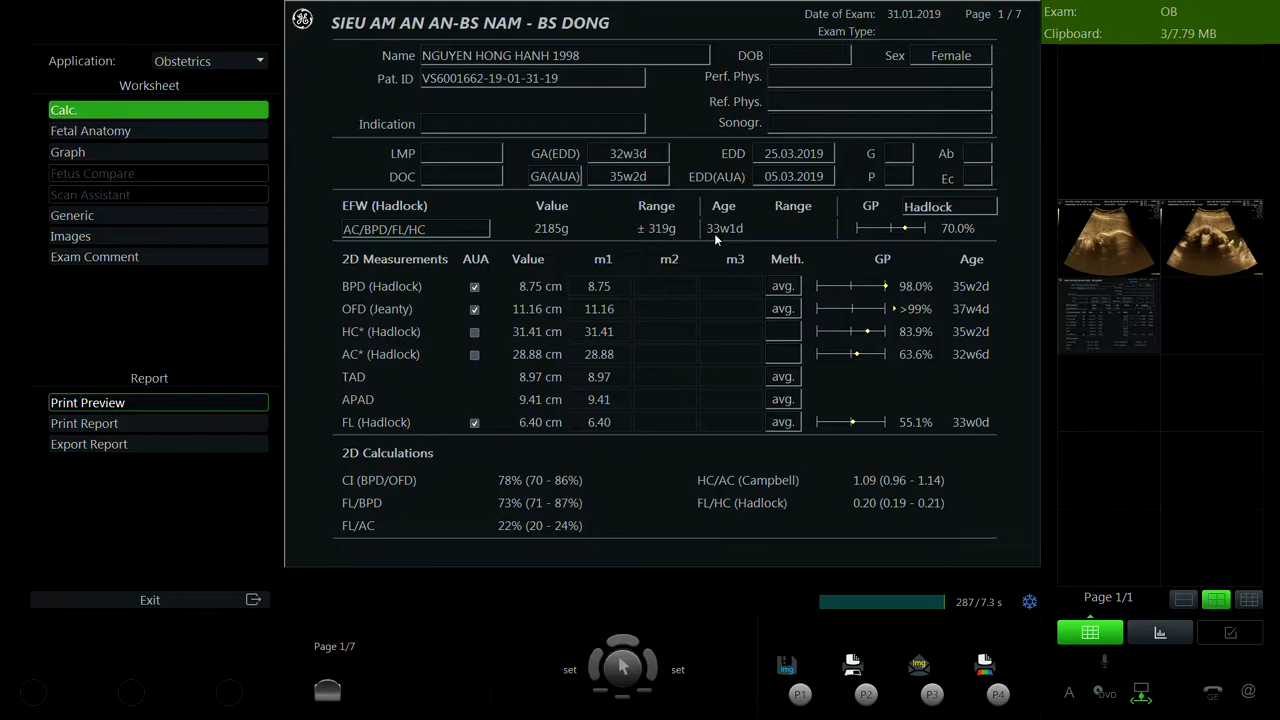 SIEU AM AN AN-BS NAM - BS DONG
Date of Exam: 31.01.2019 Page 1 / 7
Exam Type:
Exam: OB
Clipboard: 3/7.79 MB
Application: Obstetrics
Worksheet
Calc.
Fetal Anatomy
Graph
Fetus Compare
Scan Assistant
Generic
Images
Exam Comment
Report
Print Preview
Print Report
Export Report
Exit
Name NGUYEN HONG HANH 1998 DOB Sex Female
Pat. ID VS6001662-19-01-31-19 Perf. Phys.
Ref. Phys.
Indication Sonogr.
LMP GA(EDD) 32w3d EDD 25.03.2019 G Ab
DOC GA(AUA) 35w2d EDD(AUA) 05.03.2019 P Ec
EFW (Hadlock) Value Range Age Range GP Hadlock
AC/BPD/FL/HC 2185g ± 319g 33w1d 70.0%
2D Measurements AUA Value m1 m2 m3 Meth. GP Age
BPD (Hadlock) 8.75 cm 8.75 avg. 98.0% 35w2d
OFD (Jeanty) 11.16 cm 11.16 avg. >99% 37w4d
HC* (Hadlock) 31.41 cm 31.41 83.9% 35w2d
AC* (Hadlock) 28.88 cm 28.88 63.6% 32w6d
TAD 8.97 cm 8.97 avg.
APAD 9.41 cm 9.41 avg.
FL (Hadlock) 6.40 cm 6.40 avg. 55.1% 33w0d
2D Calculations
CI (BPD/OFD) 78% (70 - 86%) HC/AC (Campbell) 1.09 (0.96 - 1.14)
FL/BPD 73% (71 - 87%) FL/HC (Hadlock) 0.20 (0.19 - 0.21)
FL/AC 22% (20 - 24%)
Page 1/1
287/7.3 s
Page 1/7
set set
Img Img
P1 P2 P3 P4
A DVD GE @